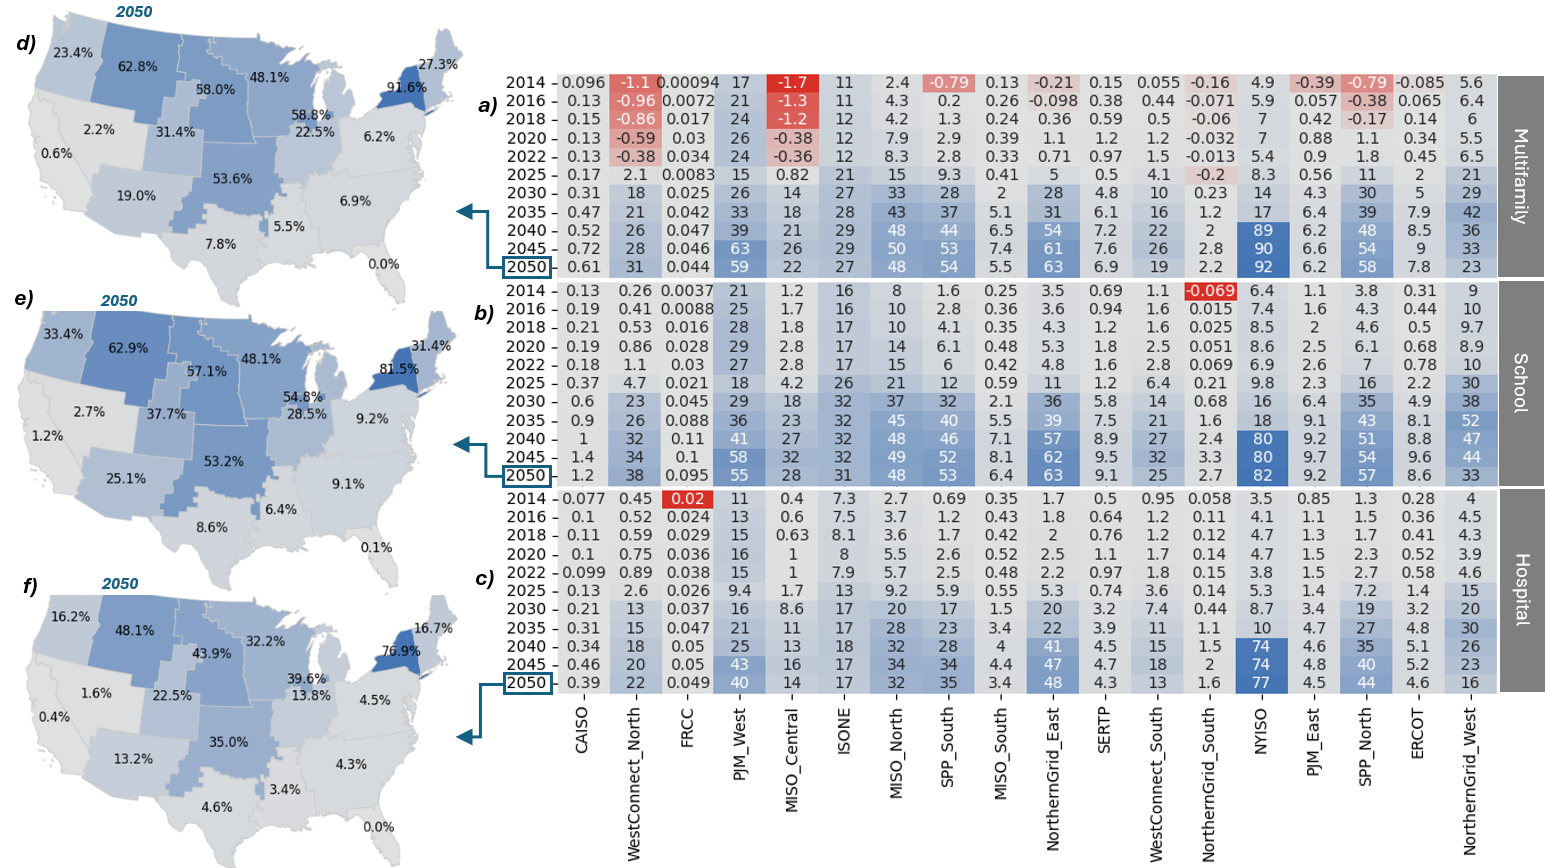 d)
2050
23.4%
62.8%
58.0%
48.1%
58.8%
22.5%
91.6%
27.3%
2.2%
31.4%
6.2%
0.6%
19.0%
53.6%
6.9%
5.5%
7.8%
0.0%
e)
2050
33.4%
62.9%
57.1%
48.1%
54.8%
28.5%
81.5%
31.4%
2.7%
37.7%
9.2%
1.2%
25.1%
53.2%
9.1%
6.4%
8.6%
0.1%
f)
2050
16.2%
48.1%
43.9%
32.2%
39.6%
13.8%
76.9%
16.7%
1.6%
22.5%
4.5%
0.4%
13.2%
35.0%
4.3%
3.4%
4.6%
0.0%
a)
2014 0.096 -1.1 0.00094 17 -1.7 11 2.4 -0.79 0.13 -0.21 0.15 0.055 -0.16 4.9 -0.39 -0.79 -0.085 5.6
2016 0.13 -0.96 0.0072 21 -1.3 11 4.3 0.2 0.26 -0.098 0.38 0.44 -0.071 5.9 0.057 -0.38 0.065 6.4
2018 0.15 -0.86 0.017 24 -1.2 12 4.2 1.3 0.24 0.36 0.59 0.5 -0.06 7 0.42 -0.17 0.14 6
2020 0.13 -0.59 0.03 26 -0.38 12 7.9 2.9 0.39 1.1 1.2 1.2 -0.032 7 0.88 1.1 0.34 5.5
2022 0.13 -0.38 0.034 24 -0.36 12 8.3 2.8 0.33 0.71 0.97 1.5 -0.013 5.4 0.9 1.8 0.45 6.5
2025 0.17 2.1 0.0083 15 0.82 21 15 9.3 0.41 5 0.5 4.1 -0.2 8.3 0.56 11 2 21
2030 0.31 18 0.025 26 14 27 33 28 2 28 4.8 10 0.23 14 4.3 30 5 29
2035 0.47 21 0.042 33 18 28 43 37 5.1 31 6.1 16 1.2 17 6.4 39 7.9 42
2040 0.52 26 0.047 39 21 29 48 44 6.5 54 7.2 22 2 89 6.2 48 8.5 36
2045 0.72 28 0.046 63 26 29 50 53 7.4 61 7.6 26 2.8 90 6.6 54 9 33
2050 0.61 31 0.044 59 22 27 48 54 5.5 63 6.9 19 2.2 92 6.2 58 7.8 23
Multifamily
b)
2014 0.13 0.26 0.0037 21 1.2 16 8 1.6 0.25 3.5 0.69 1.1 -0.069 6.4 1.1 3.8 0.31 9
2016 0.19 0.41 0.0088 25 1.7 16 10 2.8 0.36 3.6 0.94 1.6 0.015 7.4 1.6 4.3 0.44 10
2018 0.21 0.53 0.016 28 1.8 17 10 4.1 0.35 4.3 1.2 1.6 0.025 8.5 2 4.6 0.5 9.7
2020 0.19 0.86 0.028 29 2.8 17 14 6.1 0.48 5.3 1.8 2.5 0.051 8.6 2.5 6.1 0.68 8.9
2022 0.18 1.1 0.03 27 2.8 17 15 6 0.42 4.8 1.6 2.8 0.069 6.9 2.6 7 0.78 10
2025 0.37 4.7 0.021 18 4.2 26 21 12 0.59 11 1.2 6.4 0.21 9.8 2.3 16 2.2 30
2030 0.6 23 0.045 29 18 32 37 32 2.1 36 5.8 14 0.68 16 6.4 35 4.9 38
2035 0.9 26 0.088 36 23 32 45 40 5.5 39 7.5 21 1.6 18 9.1 43 8.1 52
2040 1 32 0.11 41 27 32 48 46 7.1 57 8.9 27 2.4 80 9.2 51 8.8 47
2045 1.4 34 0.1 58 32 32 49 52 8.1 62 9.5 32 3.3 80 9.7 54 9.6 44
2050 1.2 38 0.095 55 28 31 48 53 6.4 63 9.1 25 2.7 82 9.2 57 8.6 33
School
c)
2014 0.077 0.45 0.02 11 0.4 7.3 2.7 0.69 0.35 1.7 0.5 0.95 0.058 3.5 0.85 1.3 0.28 4
2016 0.1 0.52 0.024 13 0.6 7.5 3.7 1.2 0.43 1.8 0.64 1.2 0.11 4.1 1.1 1.5 0.36 4.5
2018 0.11 0.59 0.029 15 0.63 8.1 3.6 1.7 0.42 2 0.76 1.2 0.12 4.7 1.3 1.7 0.41 4.3
2020 0.1 0.75 0.036 16 1 8 5.5 2.6 0.52 2.5 1.1 1.7 0.14 4.7 1.5 2.3 0.52 3.9
2022 0.099 0.89 0.038 15 1 7.9 5.7 2.5 0.48 2.2 0.97 1.8 0.15 3.8 1.5 2.7 0.58 4.6
2025 0.13 2.6 0.026 9.4 1.7 13 9.2 5.9 0.55 5.3 0.74 3.6 0.14 5.3 1.4 7.2 1.4 15
2030 0.21 13 0.037 16 8.6 17 20 17 1.5 20 3.2 7.4 0.44 8.7 3.4 19 3.2 20
2035 0.31 15 0.047 21 11 17 28 23 3.4 22 3.9 11 1.1 10 4.7 27 4.8 30
2040 0.34 18 0.05 25 13 18 32 28 4 41 4.5 15 1.5 74 4.6 35 5.1 26
2045 0.46 20 0.05 43 16 17 34 34 4.4 47 4.7 18 2 74 4.8 40 5.2 23
2050 0.39 22 0.049 40 14 17 32 35 3.4 48 4.3 13 1.6 77 4.5 44 4.6 16
Hospital
CAISO
WestConnect_North
FRCC
PJM_West
MISO_Central
ISONE
MISO_North
SPP_South
MISO_South
NorthernGrid_East
SERTP
WestConnect_South
NorthernGrid_South
NYISO
PJM_East
SPP_North
ERCOT
NorthernGrid_West